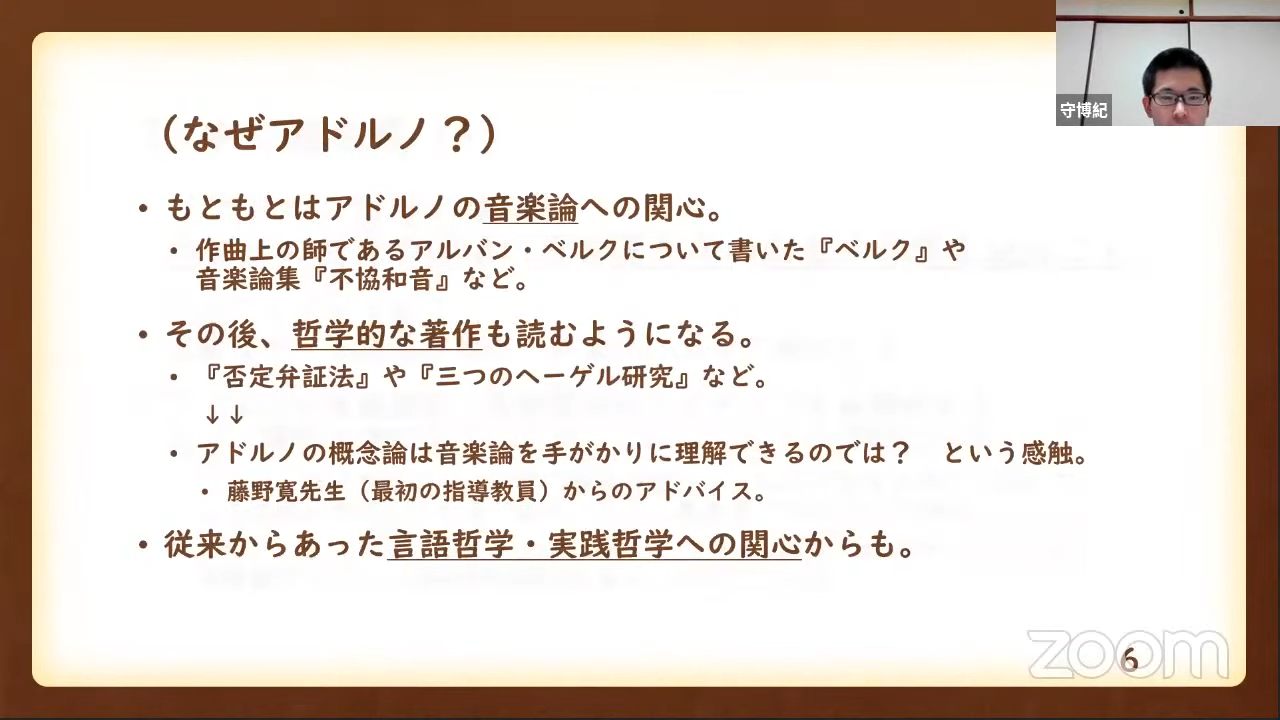 （なぜアドルノ？）
• もともとはアドルノの音楽論への関心。
• 作曲上の師であるアルバン・ベルクについて書いた『ベルク』や
音楽論集『不協和音』など。
• その後、哲学的な著作も読むようになる。
• 『否定弁証法』や『三つのヘーゲル研究』など。
↓↓
• アドルノの概念論は音楽論を手がかりに理解できるのでは？　という感触。
• 藤野寛先生（最初の指導教員）からのアドバイス。
• 従来からあった言語哲学・実践哲学への関心からも。
守博紀
zoom
6